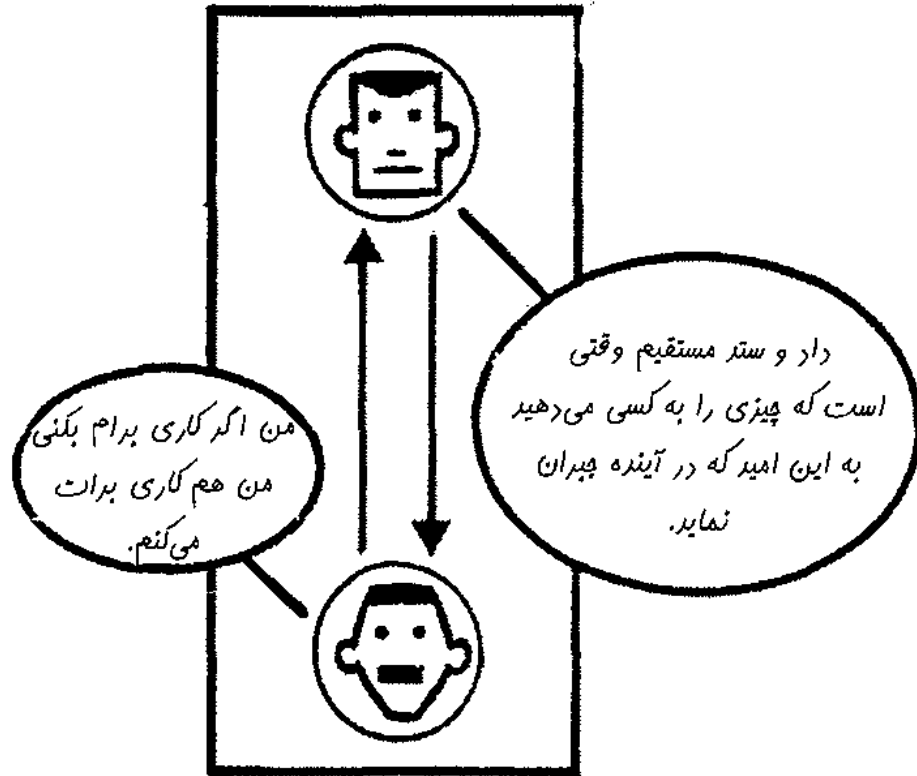 داد و ستد مستقیم وقتی
است که چیزی را به کسی می‌دهید
به این امید که در آینده جبران
نماید.
من اگر کاری برام بکنی
من هم کاری برات
می‌کنم.